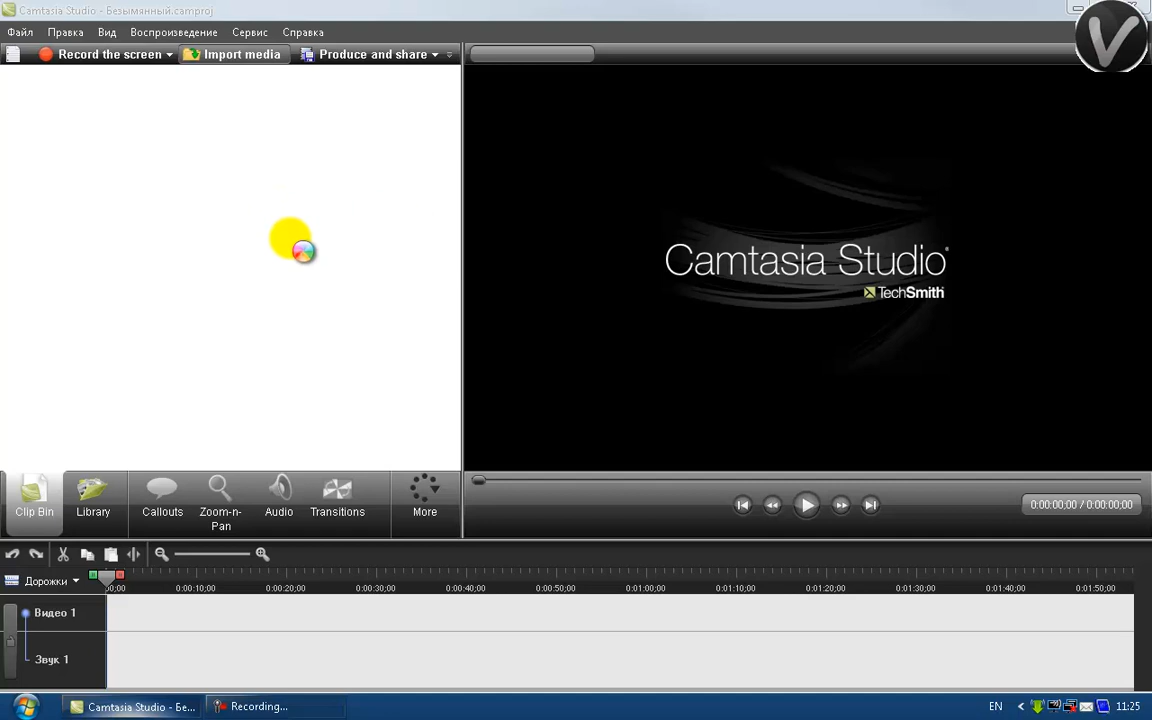 Camtasia Studio - Безымянный.camproj
Файл Правка Вид Воспроизведение Сервис Справка
Record the screen Import media Produce and share
Camtasia Studio
TechSmith
Clip Bin Library Callouts Zoom-n-Pan Audio Transitions More
0:00:00;00 / 0:00:00;00
Дорожки
00;00 0:00:10;00 0:00:20;00 0:00:30;00 0:00:40;00 0:00:50;00 0:01:00;00 0:01:10;00 0:01:20;00 0:01:30;00 0:01:40;00 0:01:50;00
Видео 1
Звук 1
Camtasia Studio - Бе... Recording... EN 11:25